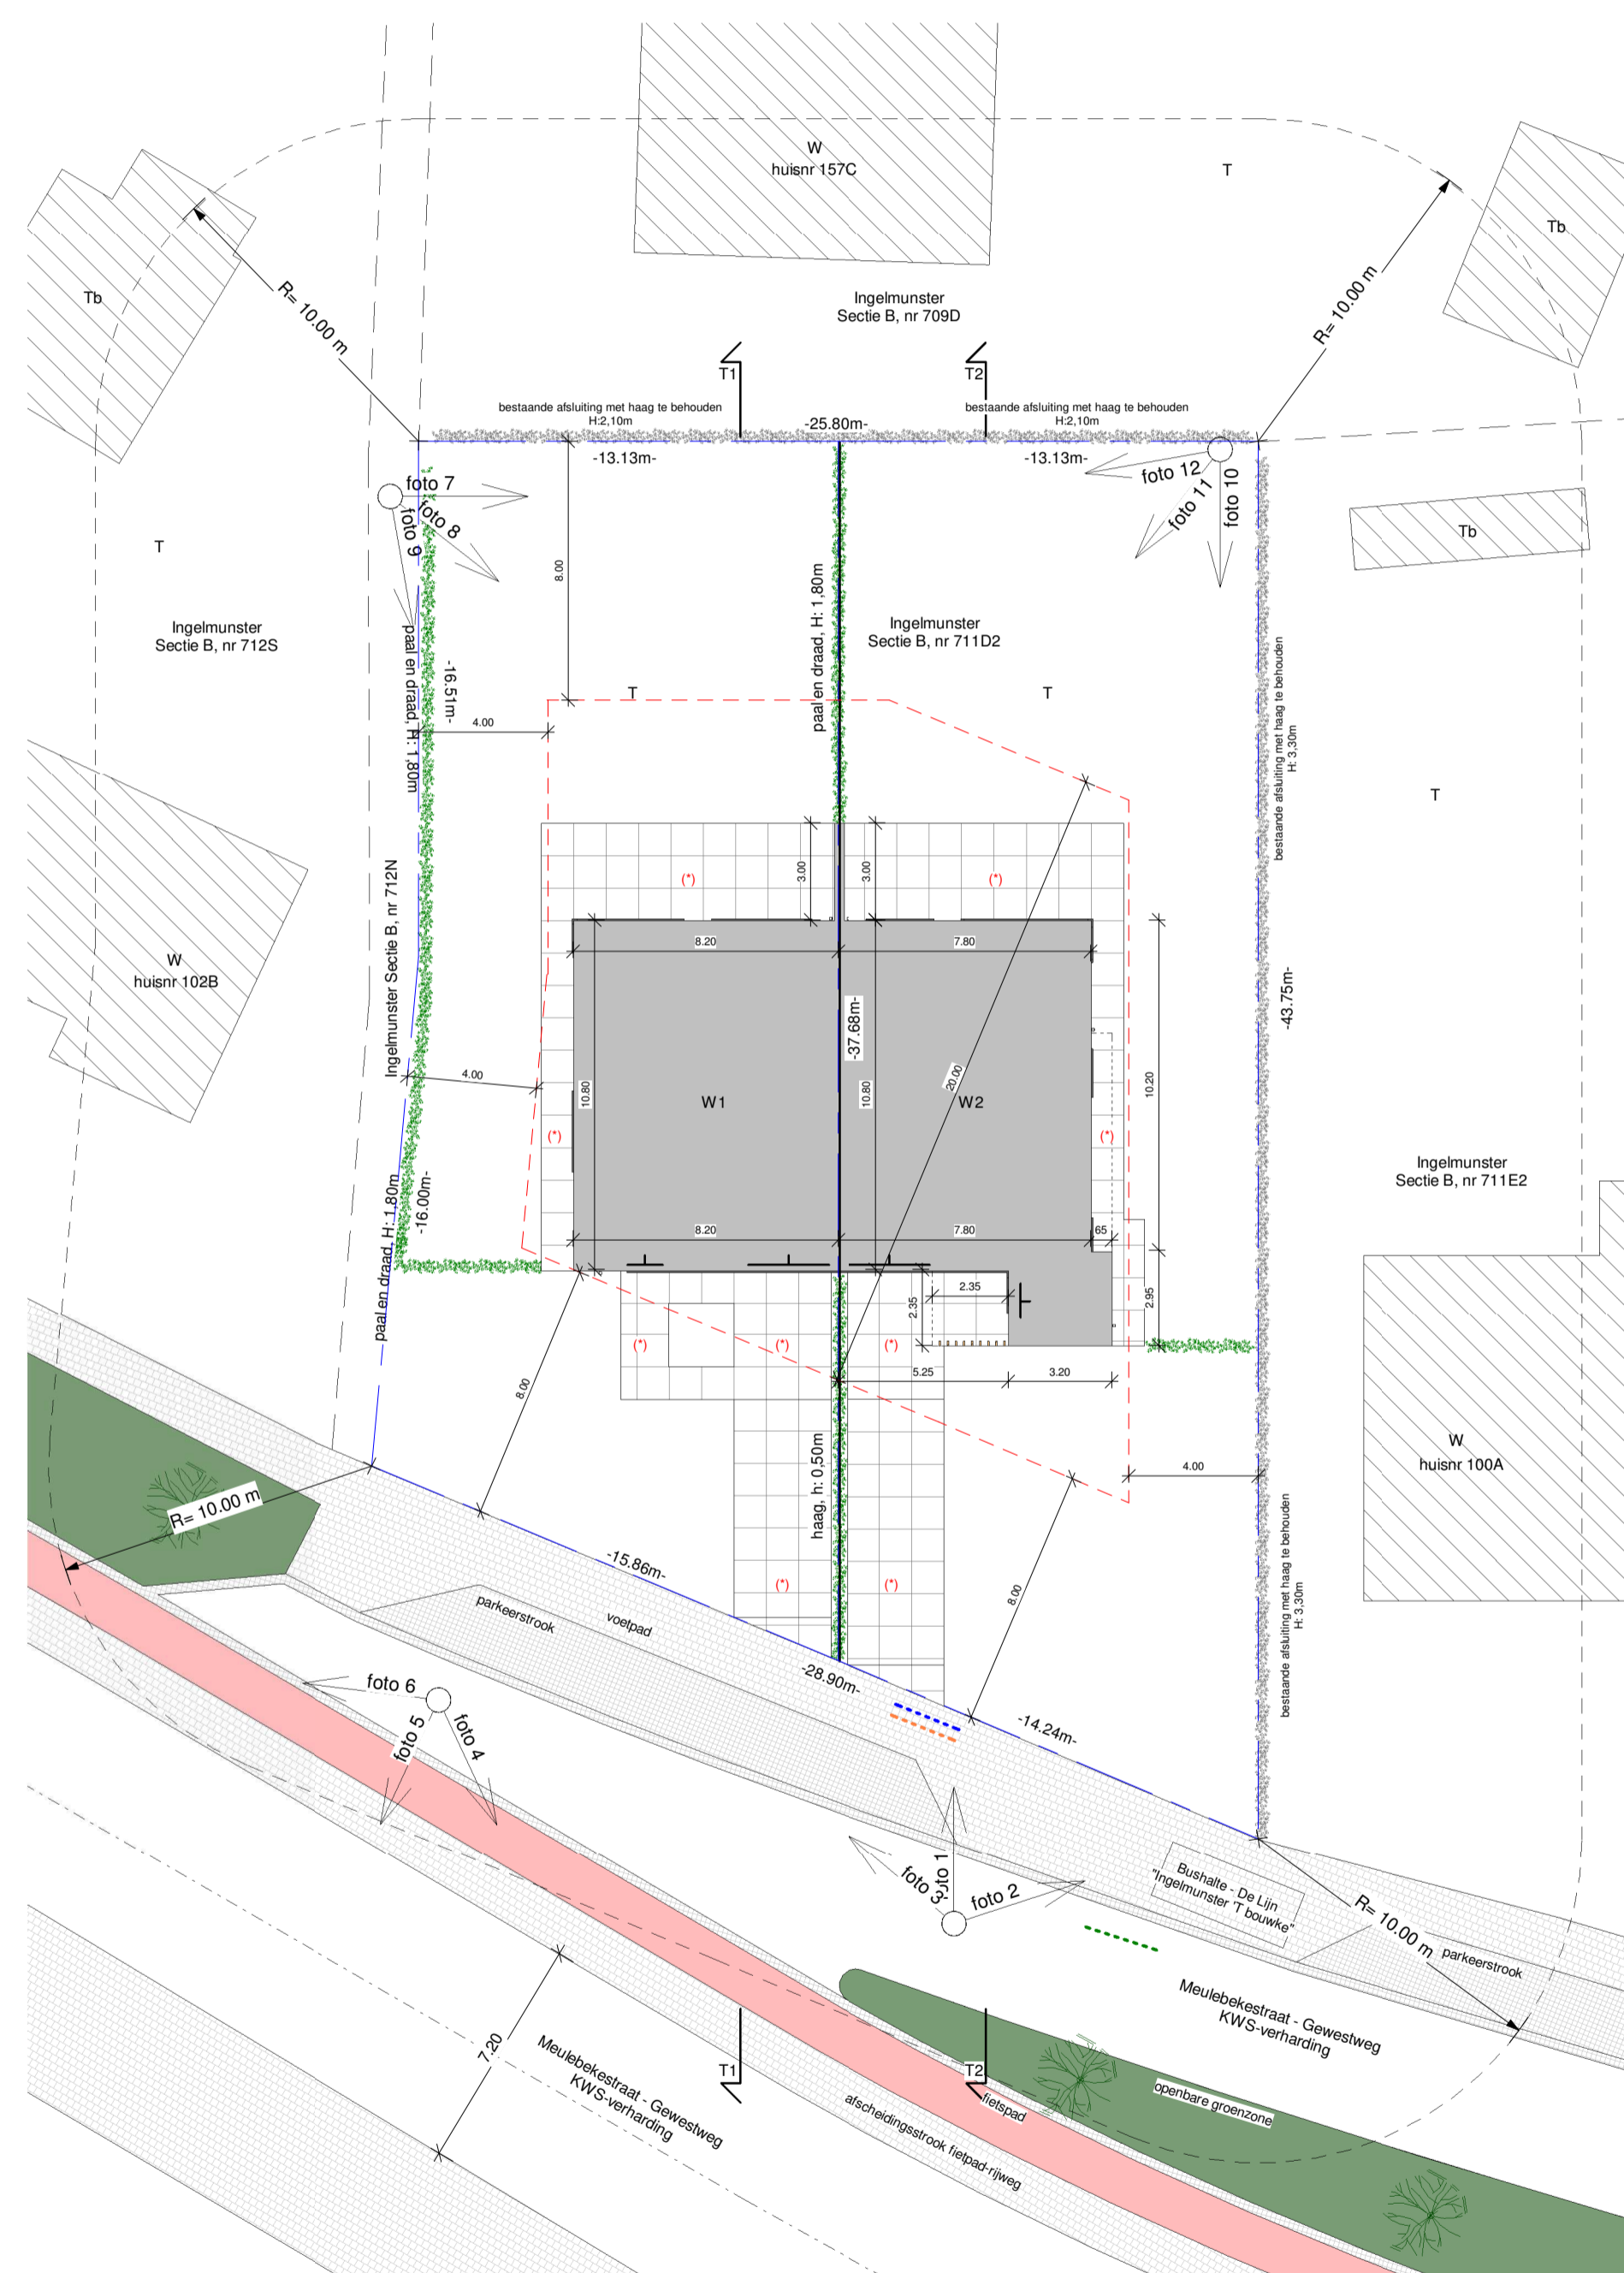 W
huisnr 157C
T
Tb
Tb
R= 10.00 m
R= 10.00 m
Ingelmunster
Sectie B, nr 709D
T1
T2
bestaande afsluiting met haag te behouden
H:2,10m
bestaande afsluiting met haag te behouden
H:2,10m
-25.80m-
-13.13m-
-13.13m-
foto 7
foto 8
foto 9
foto 12
foto 11
foto 10
T
Tb
8.00
Ingelmunster
Sectie B, nr 712S
paal en draad, H: 1,80m
-16.51m-
paal en draad, H: 1,80m
Ingelmunster
Sectie B, nr 711D2
bestaande afsluiting met haag te behouden
H: 3,30m
T
T
4.00
T
3.00
3.00
(*)
(*)
Ingelmunster Sectie B, nr 712N
W
huisnr 102B
8.20
7.80
-37.68m-
-43.75m-
4.00
10.80
10.80
20.00
10.20
W1
W2
(*)
(*)
Ingelmunster
Sectie B, nr 711E2
paal en draad, H: 1,80m
-16.00m-
8.20
7.80
65
2.35
2.35
2.95
(*)
(*)
(*)
5.25
3.20
8.00
W
huisnr 100A
4.00
haag, h: 0,50m
R= 10.00 m
-15.86m-
(*)
(*)
8.00
bestaande afsluiting met haag te behouden
H: 3,30m
parkeerstrook
voetpad
-28.90m-
foto 6
foto 5
foto 4
-14.24m-
foto 1
foto 3
foto 2
Bushalte - De Lijn
"Ingelmunster 'T bouwke"
R= 10.00 m
parkeerstrook
Meulebekestraat - Gewestweg
KWS-verharding
7.20
Meulebekestraat - Gewestweg
KWS-verharding
T1
T2
fietspad
openbare groenzone
afscheidingsstrook fietpad-rijweg